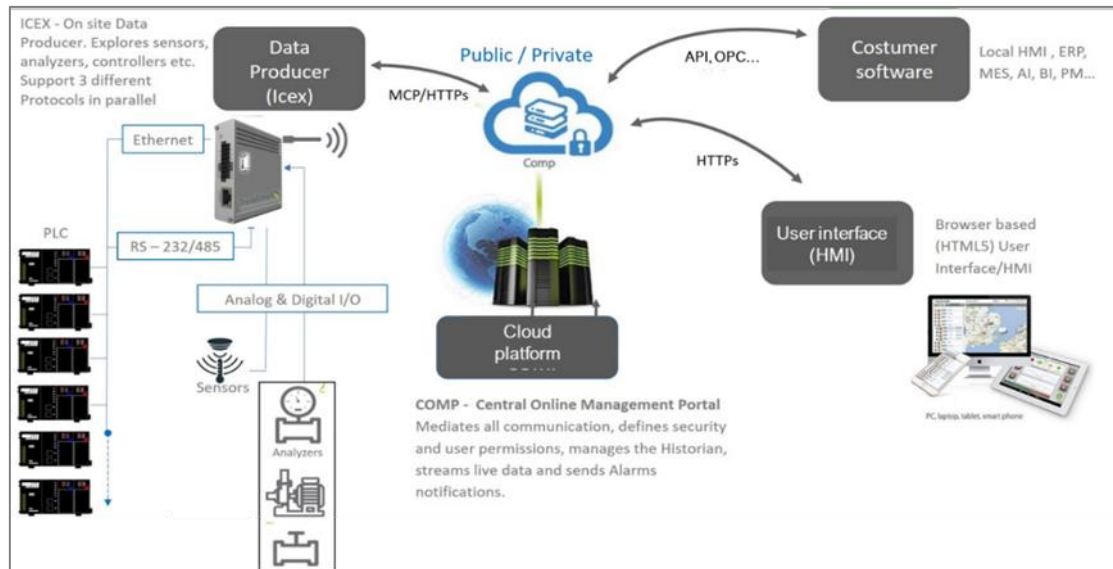 ICEX - On site Data
Producer. Explores sensors,
analyzers, controllers etc.
Support 3 different
Protocols in parallel
Data
Producer
(Icex)
MCP/HTTPs
Public / Private
Comp
API, OPC...
Costumer
software
Local HMI , ERP,
MES, AI, BI, PM...
HTTPs
User interface
(HMI)
Browser based
(HTML5) User
Interface/HMI
PC, laptop, tablet, smart phone
Ethernet
PLC
RS – 232/485
Analog & Digital I/O
Sensors
Analyzers
Cloud
platform
COMP - Central Online Management Portal
Mediates all communication, defines security
and user permissions, manages the Historian,
streams live data and sends Alarms
notifications.